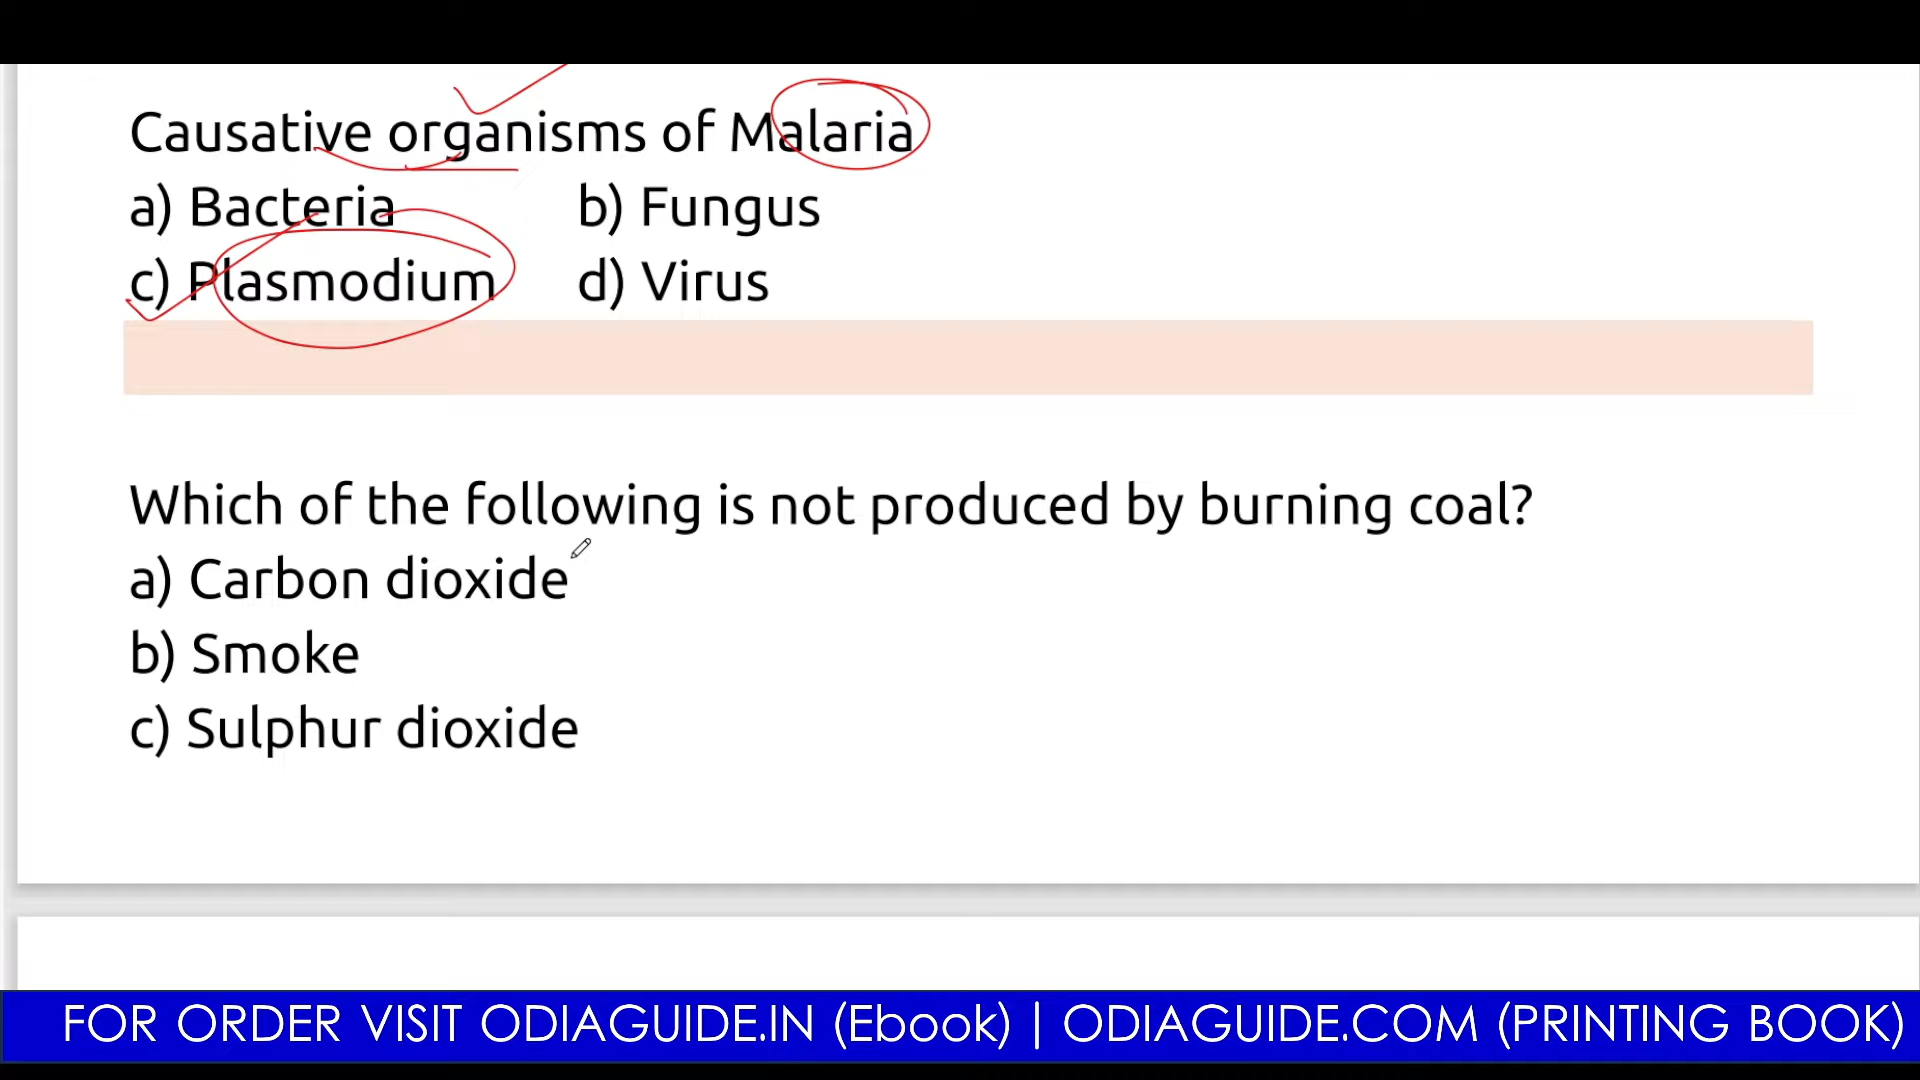 Causative organisms of Malaria
a) Bacteria b) Fungus
c) Plasmodium d) Virus
Which of the following is not produced by burning coal?
a) Carbon dioxide
b) Smoke
c) Sulphur dioxide
FOR ORDER VISIT ODIAGUIDE.IN (Ebook) | ODIAGUIDE.COM (PRINTING BOOK)